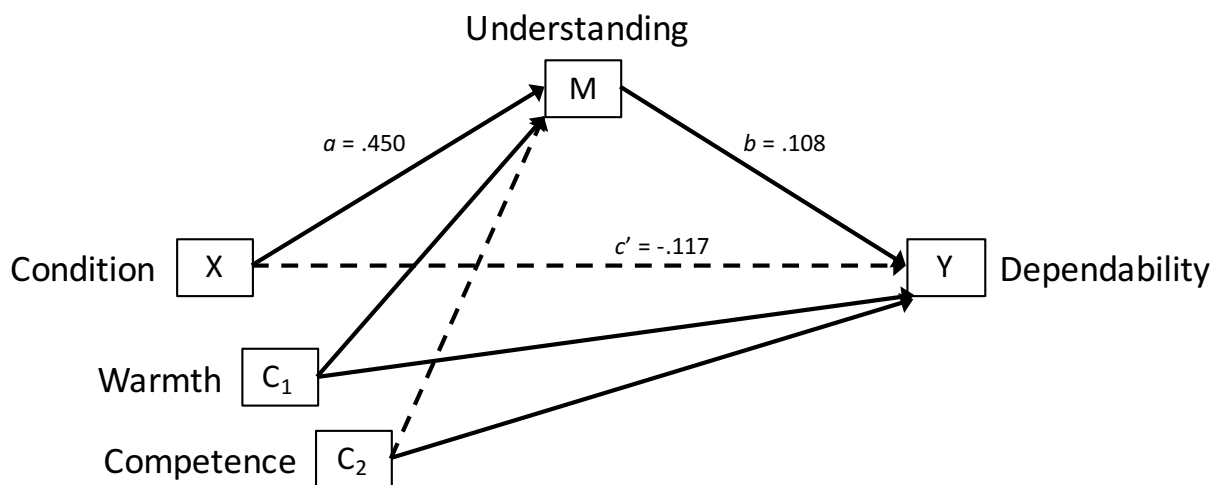 Understanding
M
a = .450
b = .108
c’ = -.117
Condition
X
Y
Dependability
Warmth
C₁
Competence
C₂